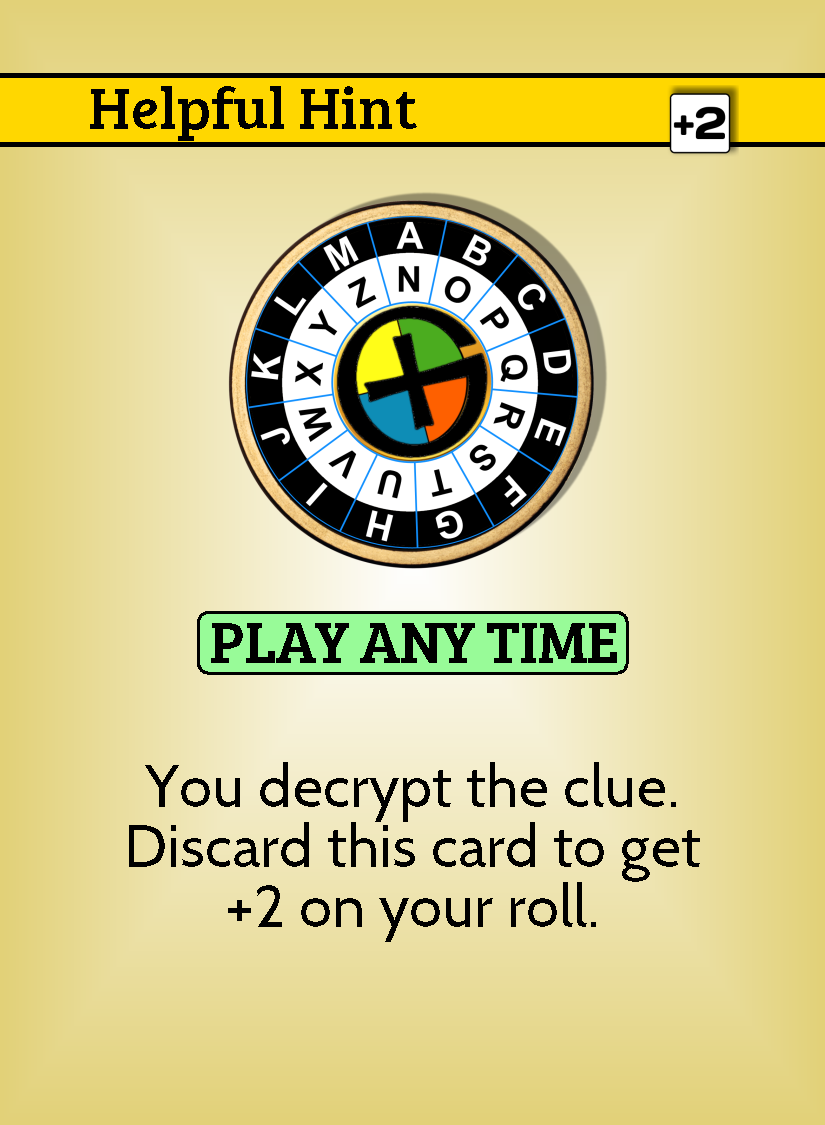 Helpful Hint
+2
A B C D E F G H I J K L M
N O P Q R S T U V W X Y Z
PLAY ANY TIME
You decrypt the clue.
Discard this card to get
+2 on your roll.